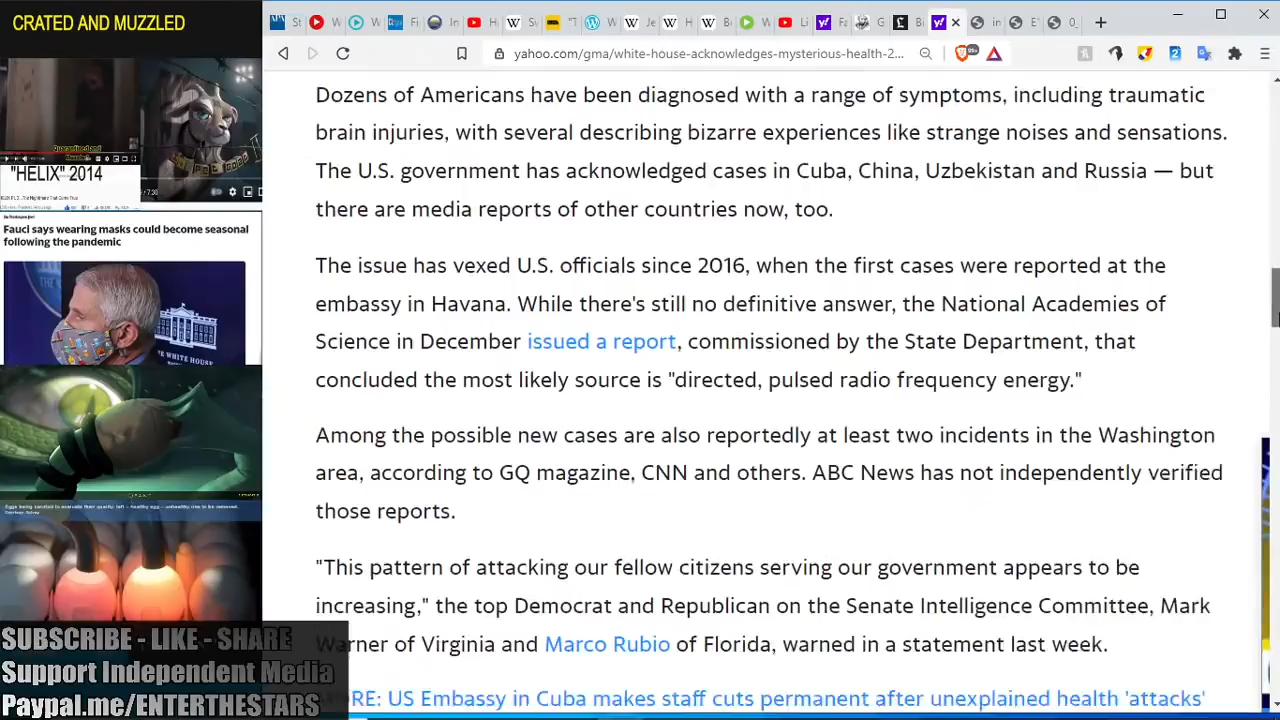 CRATED AND MUZZLED
yahoo.com/gma/white-house-acknowledges-mysterious-health-2...
"HELIX" 2014
Fauci says wearing masks could become seasonal
following the pandemic
Dozens of Americans have been diagnosed with a range of symptoms, including traumatic
brain injuries, with several describing bizarre experiences like strange noises and sensations.
The U.S. government has acknowledged cases in Cuba, China, Uzbekistan and Russia — but
there are media reports of other countries now, too.
The issue has vexed U.S. officials since 2016, when the first cases were reported at the
embassy in Havana. While there's still no definitive answer, the National Academies of
Science in December issued a report, commissioned by the State Department, that
concluded the most likely source is "directed, pulsed radio frequency energy."
Among the possible new cases are also reportedly at least two incidents in the Washington
area, according to GQ magazine, CNN and others. ABC News has not independently verified
those reports.
"This pattern of attacking our fellow citizens serving our government appears to be
increasing," the top Democrat and Republican on the Senate Intelligence Committee, Mark
Warner of Virginia and Marco Rubio of Florida, warned in a statement last week.
MORE: US Embassy in Cuba makes staff cuts permanent after unexplained health 'attacks'
SUBSCRIBE - LIKE - SHARE
Support Independent Media
Paypal.me/ENTERTHESTARS